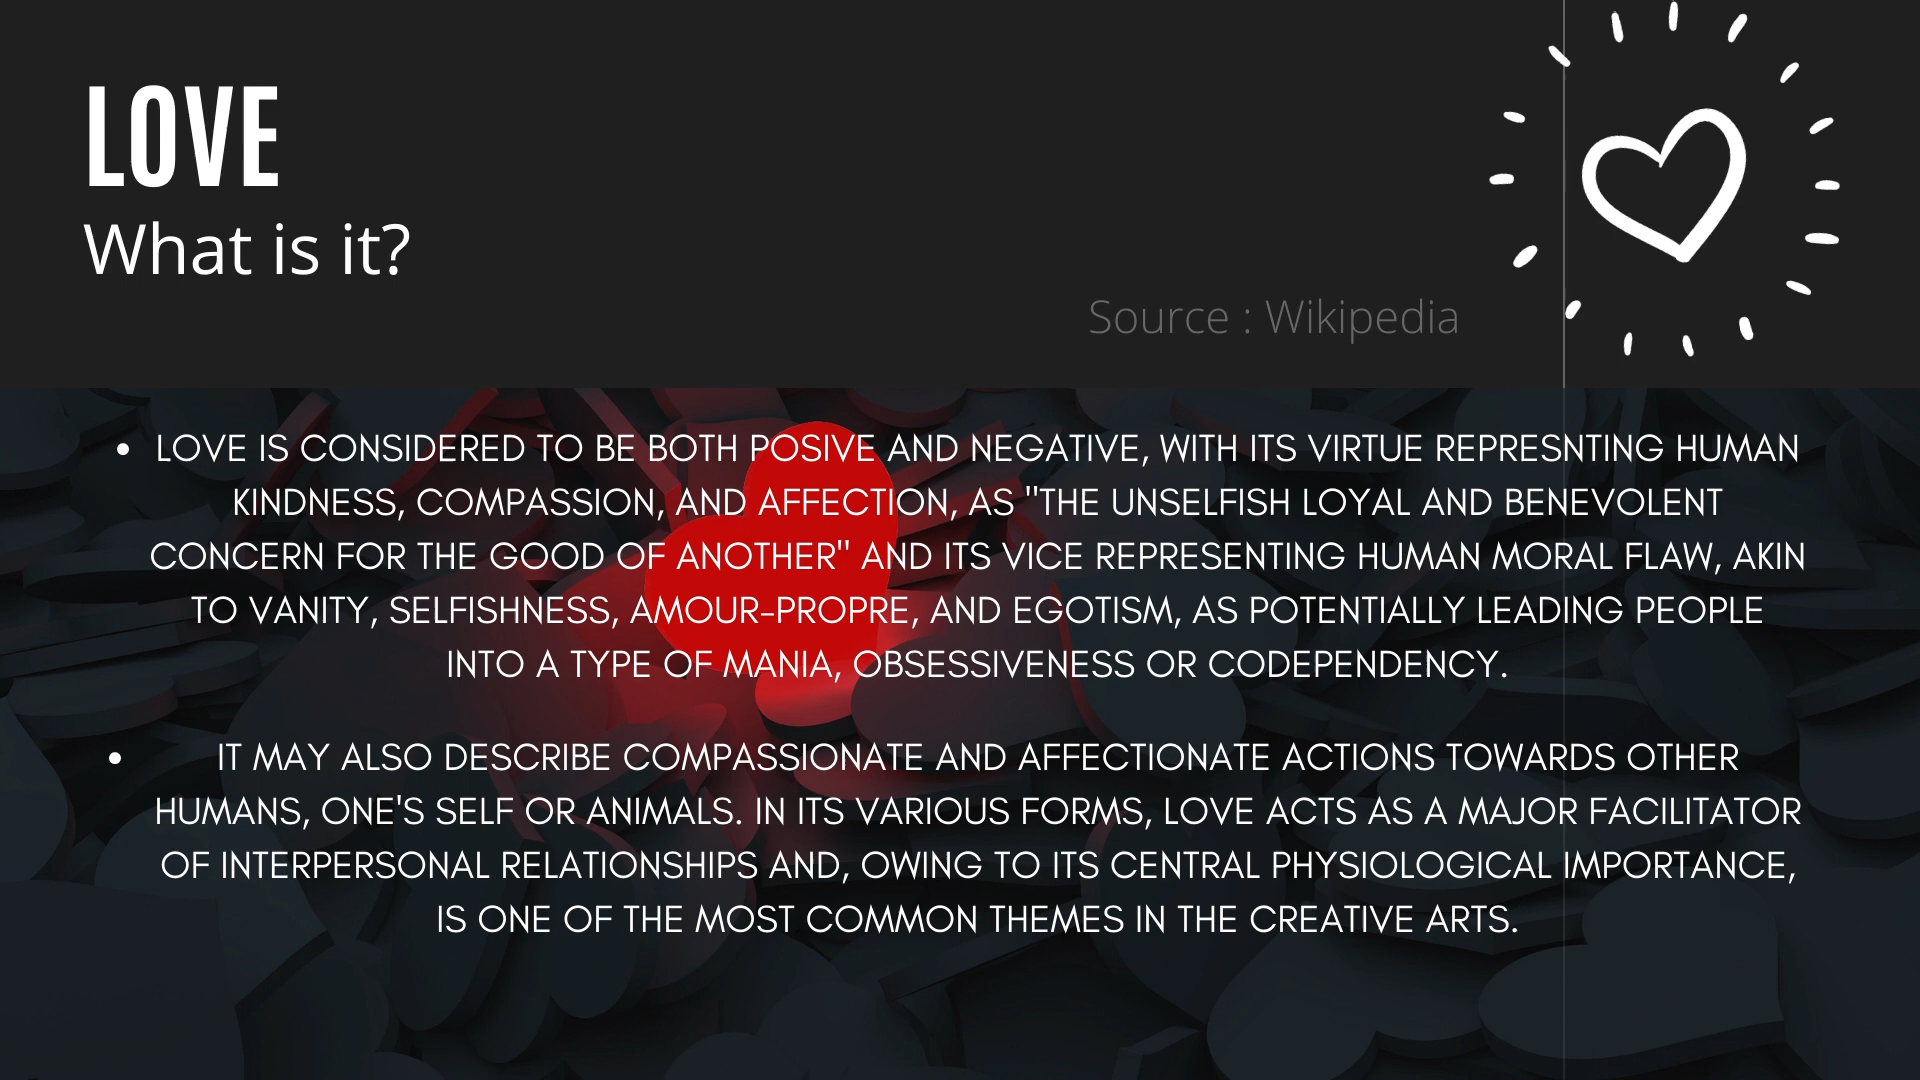 LOVE
What is it?
Source : Wikipedia
• LOVE IS CONSIDERED TO BE BOTH POSIVE AND NEGATIVE, WITH ITS VIRTUE REPRESNTING HUMAN
KINDNESS, COMPASSION, AND AFFECTION, AS "THE UNSELFISH LOYAL AND BENEVOLENT
CONCERN FOR THE GOOD OF ANOTHER" AND ITS VICE REPRESENTING HUMAN MORAL FLAW, AKIN
TO VANITY, SELFISHNESS, AMOUR-PROPRE, AND EGOTISM, AS POTENTIALLY LEADING PEOPLE
INTO A TYPE OF MANIA, OBSESSIVENESS OR CODEPENDENCY.
• IT MAY ALSO DESCRIBE COMPASSIONATE AND AFFECTIONATE ACTIONS TOWARDS OTHER
HUMANS, ONE'S SELF OR ANIMALS. IN ITS VARIOUS FORMS, LOVE ACTS AS A MAJOR FACILITATOR
OF INTERPERSONAL RELATIONSHIPS AND, OWING TO ITS CENTRAL PHYSIOLOGICAL IMPORTANCE,
IS ONE OF THE MOST COMMON THEMES IN THE CREATIVE ARTS.